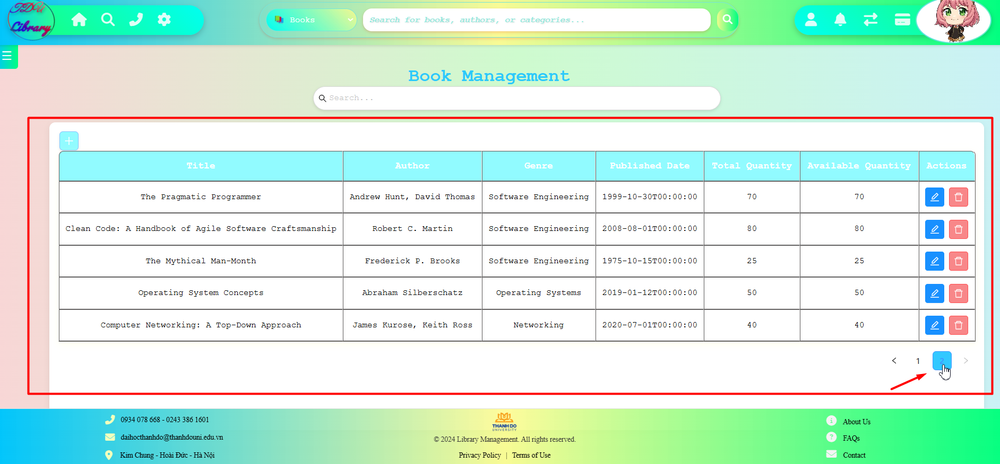 TDU
Library
Books
Search for books, authors, or categories...
Book Management
Search...
Title Author Genre Published Date Total Quantity Available Quantity Actions
The Pragmatic Programmer Andrew Hunt, David Thomas Software Engineering 1999-10-30T00:00:00 70 70
Clean Code: A Handbook of Agile Software Craftsmanship Robert C. Martin Software Engineering 2008-08-01T00:00:00 80 80
The Mythical Man-Month Frederick P. Brooks Software Engineering 1975-10-15T00:00:00 25 25
Operating System Concepts Abraham Silberschatz Operating Systems 2019-01-12T00:00:00 50 50
Computer Networking: A Top-Down Approach James Kurose, Keith Ross Networking 2020-07-01T00:00:00 40 40
1 2
0934 078 668 - 0243 386 1601
daihocthanhdo@thanhdouni.edu.vn
Kim Chung - Hoài Đức - Hà Nội
THANH DO
UNIVERSITY
© 2024 Library Management. All rights reserved.
Privacy Policy | Terms of Use
About Us
FAQs
Contact